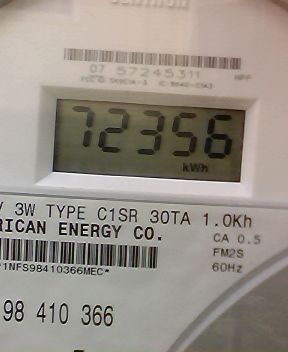 07 57245311
72356
kWh
V 3W TYPE C1SR 30TA 1.0Kh
RICAN ENERGY CO.
CA 0.5
FM2S
60Hz
1NFS98410366MEC*
98 410 366